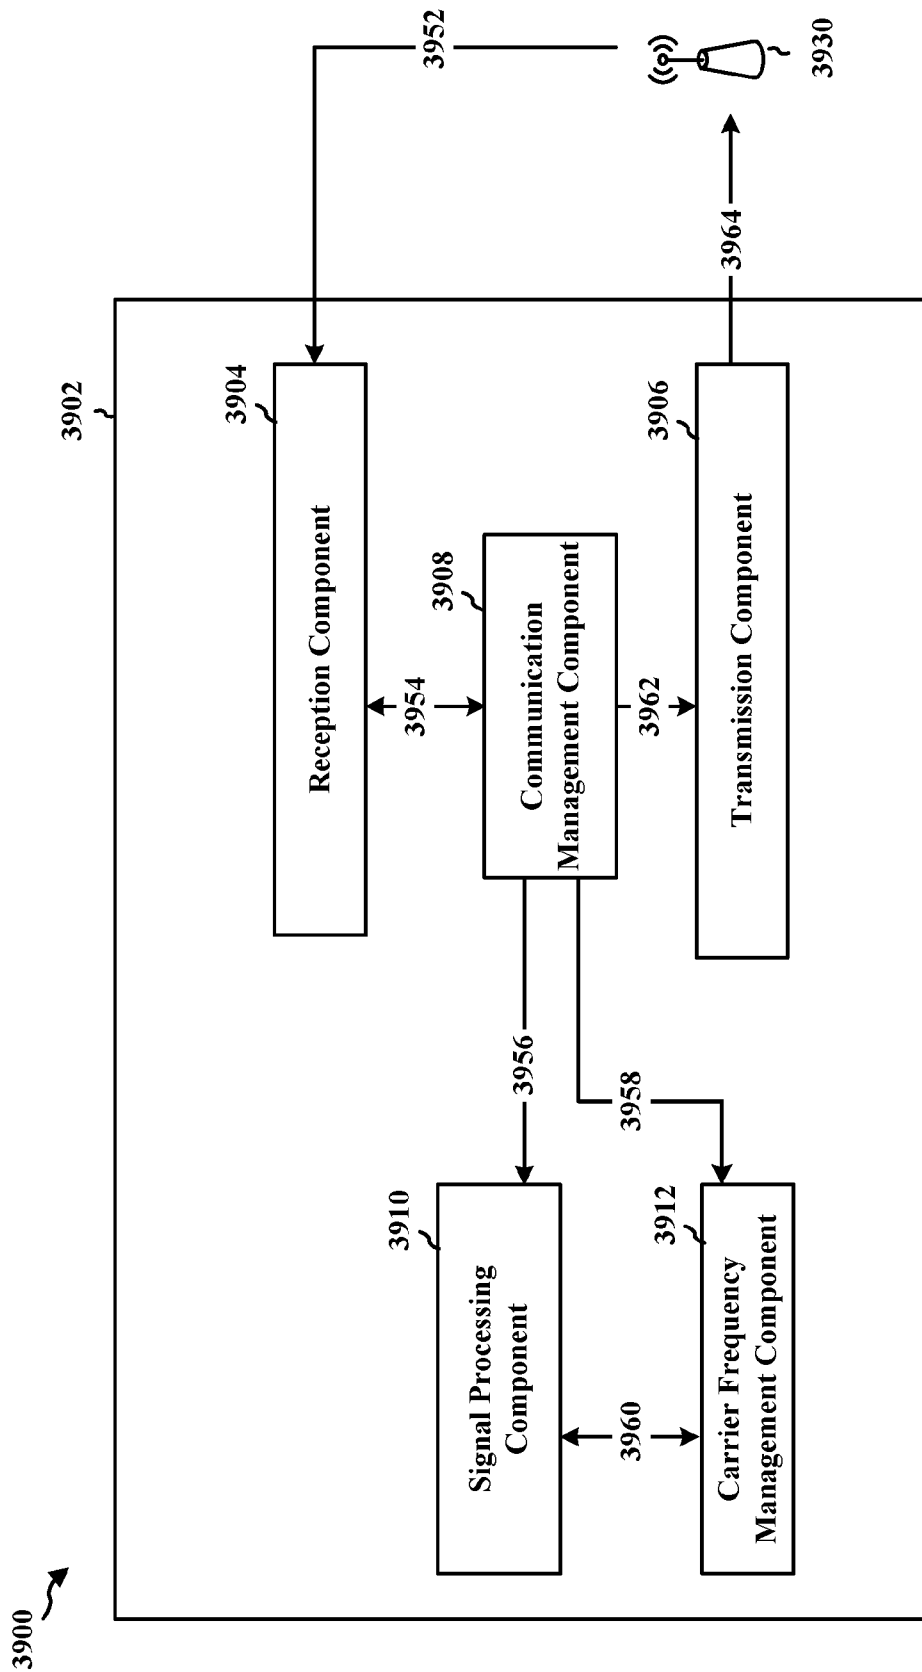 3900
3902
3904
Reception Component
3952
3954
3910
Signal Processing
Component
3956
3908
Communication
Management Component
3930
3960
3958
3962
3912
Carrier Frequency
Management Component
3906
Transmission Component
3964